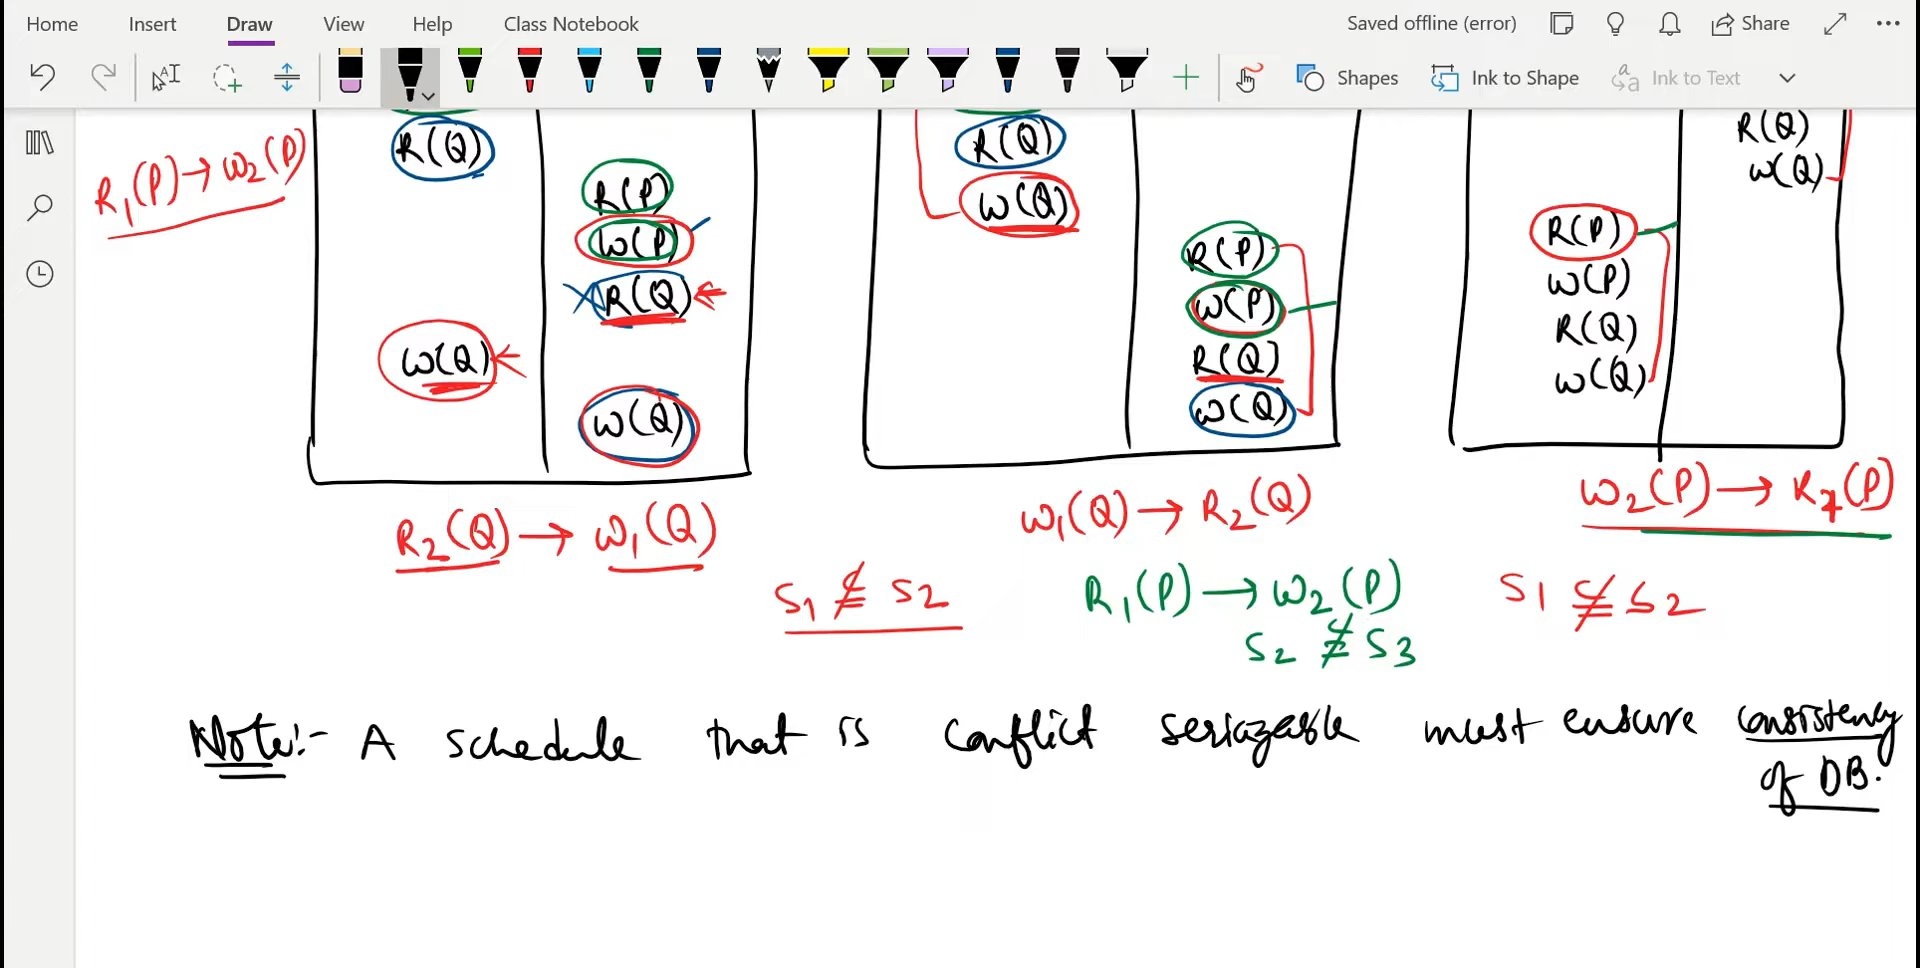 Home Insert Draw View Help Class Notebook Saved offline (error) Share
Shapes Ink to Shape Ink to Text
R1(P) → W2(P)
R(Q)
R(P)
W(P)
R(Q)
W(Q)
W(Q)
R2(Q) → W1(Q)
R(Q)
W(Q)
R(P)
W(P)
R(Q)
W(Q)
W1(Q) → R2(Q)
R(Q)
W(Q)
R(P)
W(P)
R(Q)
W(Q)
W2(P) → R1(P)
S1 ≢ S2
R1(P) → W2(P)
S2 ≢ S3
S1 ≢ S2
Note:- A schedule that is conflict seriazable must ensure consistency
of DB.